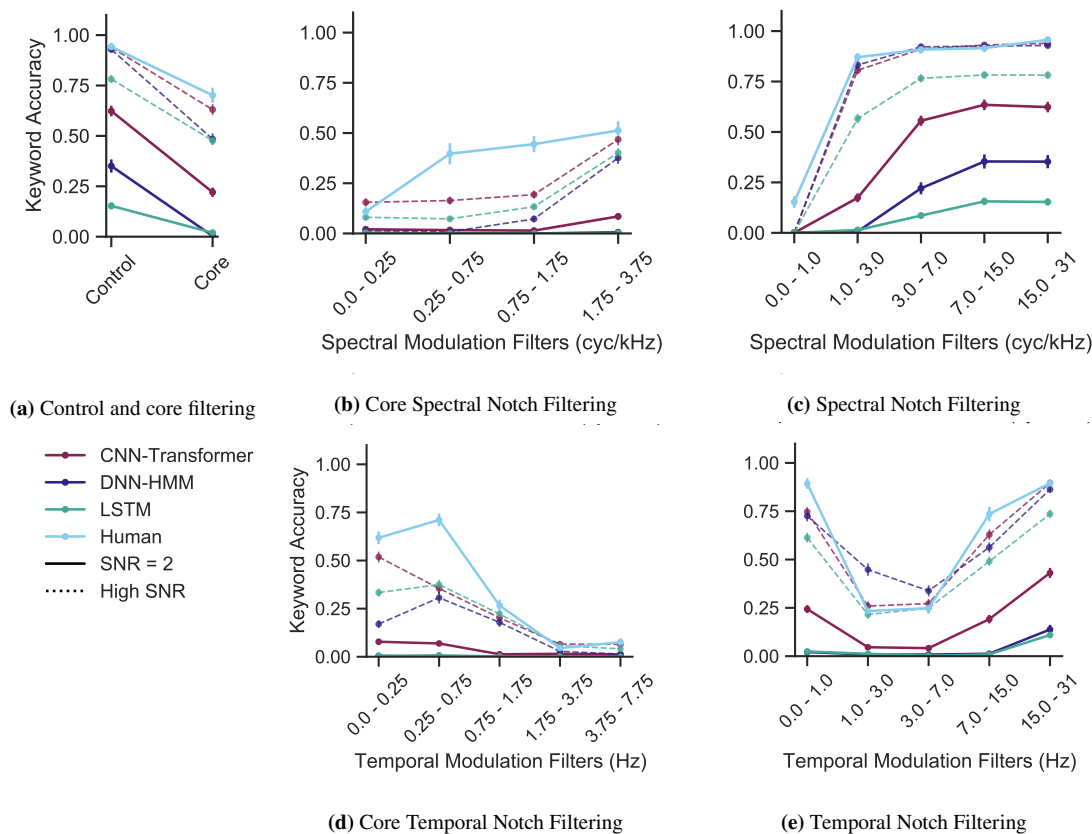 1.00
0.75
0.50
0.25
0.00
Keyword Accuracy
Control
Core
(a) Control and core filtering
1.00
0.75
0.50
0.25
0.00
0.0 - 0.25
0.25 - 0.75
0.75 - 1.75
1.75 - 3.75
Spectral Modulation Filters (cyc/kHz)
(b) Core Spectral Notch Filtering
1.00
0.75
0.50
0.25
0.00
0.0 - 1.0
1.0 - 3.0
3.0 - 7.0
7.0 - 15.0
15.0 - 31
Spectral Modulation Filters (cyc/kHz)
(c) Spectral Notch Filtering
CNN-Transformer
DNN-HMM
LSTM
Human
SNR = 2
High SNR
1.00
0.75
0.50
0.25
0.00
Keyword Accuracy
0.0 - 0.25
0.25 - 0.75
0.75 - 1.75
1.75 - 3.75
3.75 - 7.75
Temporal Modulation Filters (Hz)
(d) Core Temporal Notch Filtering
1.00
0.75
0.50
0.25
0.00
0.0 - 1.0
1.0 - 3.0
3.0 - 7.0
7.0 - 15.0
15.0 - 31
Temporal Modulation Filters (Hz)
(e) Temporal Notch Filtering